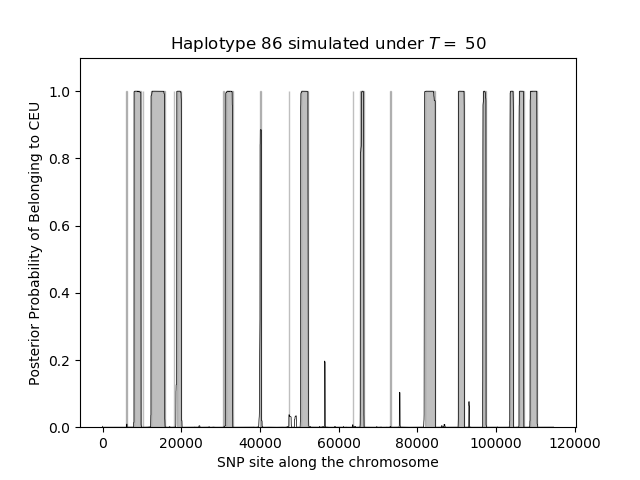 Haplotype 86 simulated under T = 50
Posterior Probability of Belonging to CEU
1.0
0.8
0.6
0.4
0.2
0.0
0 20000 40000 60000 80000 100000 120000
SNP site along the chromosome